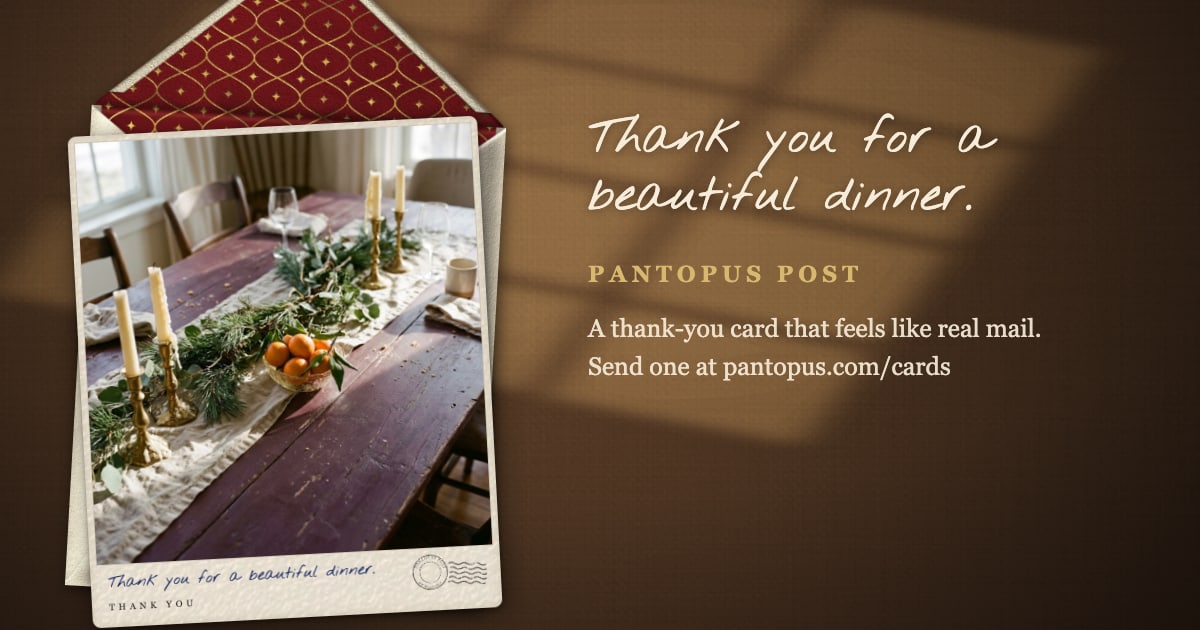 Thank you for a
beautiful dinner.
PANTOPUS POST
A thank-you card that feels like real mail.
Send one at pantopus.com/cards
Thank you for a beautiful dinner.
THANK YOU